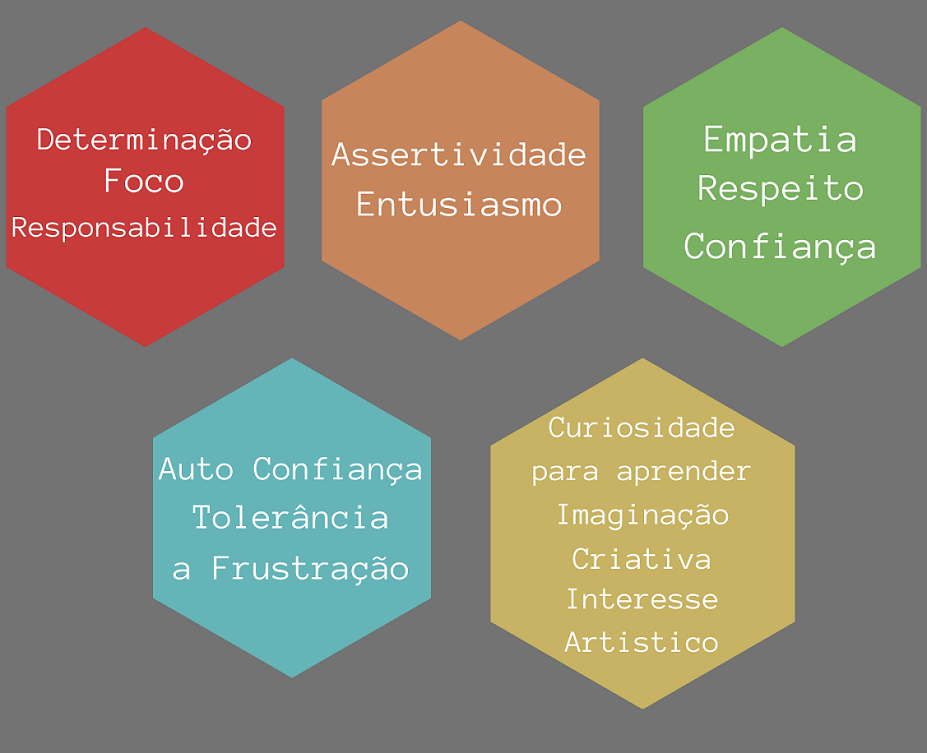 Determinação
Foco
Responsabilidade
Assertividade
Entusiasmo
Empatia
Respeito
Confiança
Auto Confiança
Tolerância
a Frustração
Curiosidade
para aprender
Imaginação
Criativa
Interesse
Artistico